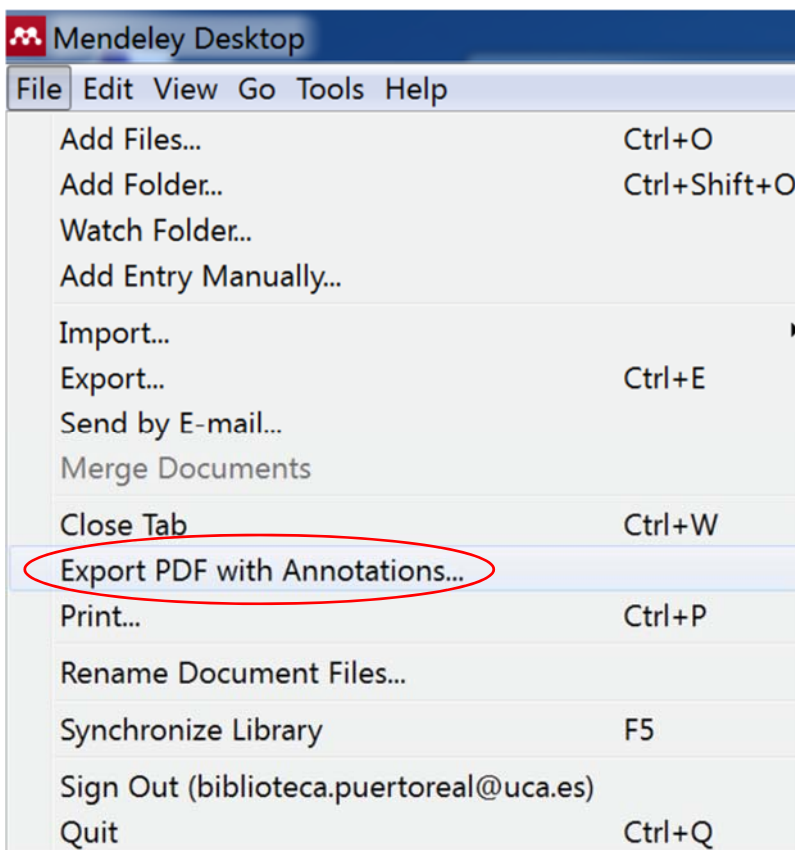 Mendeley Desktop
File Edit View Go Tools Help
Add Files... Ctrl+O
Add Folder... Ctrl+Shift+O
Watch Folder...
Add Entry Manually...
Import...
Export... Ctrl+E
Send by E-mail...
Merge Documents
Close Tab Ctrl+W
Export PDF with Annotations...
Print... Ctrl+P
Rename Document Files...
Synchronize Library F5
Sign Out (biblioteca.puertoreal@uca.es)
Quit Ctrl+Q